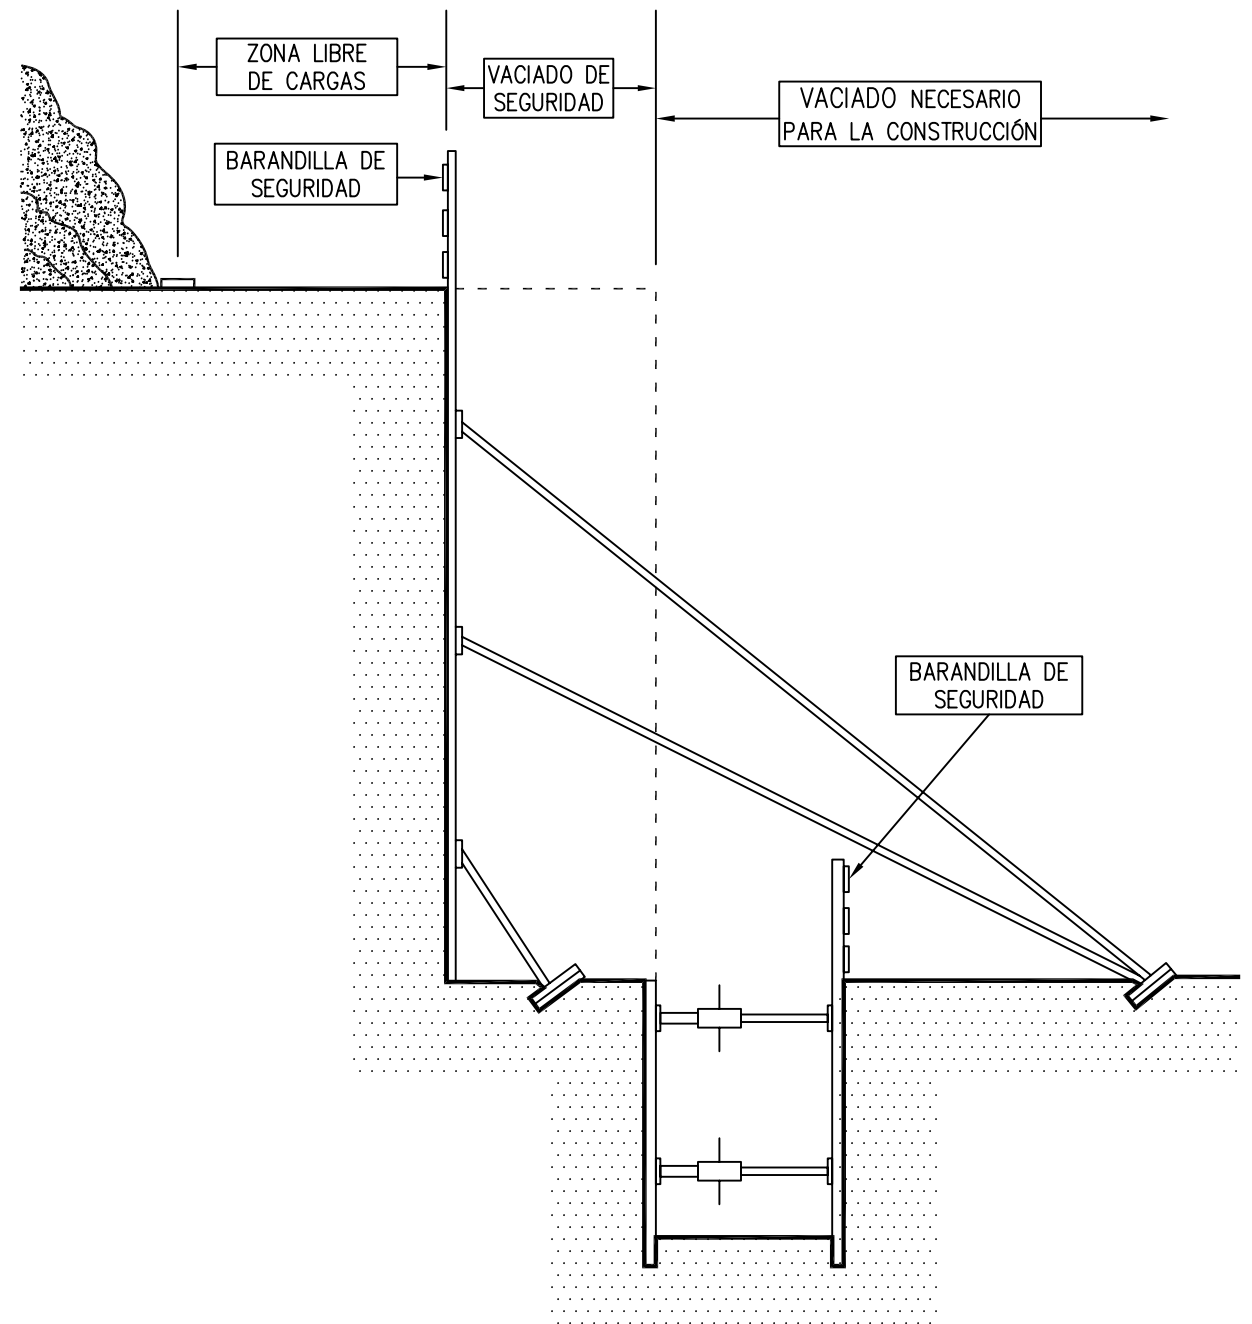 ZONA LIBRE
DE CARGAS
VACIADO DE
SEGURIDAD
VACIADO NECESARIO
PARA LA CONSTRUCCIÓN
BARANDILLA DE
SEGURIDAD
BARANDILLA DE
SEGURIDAD